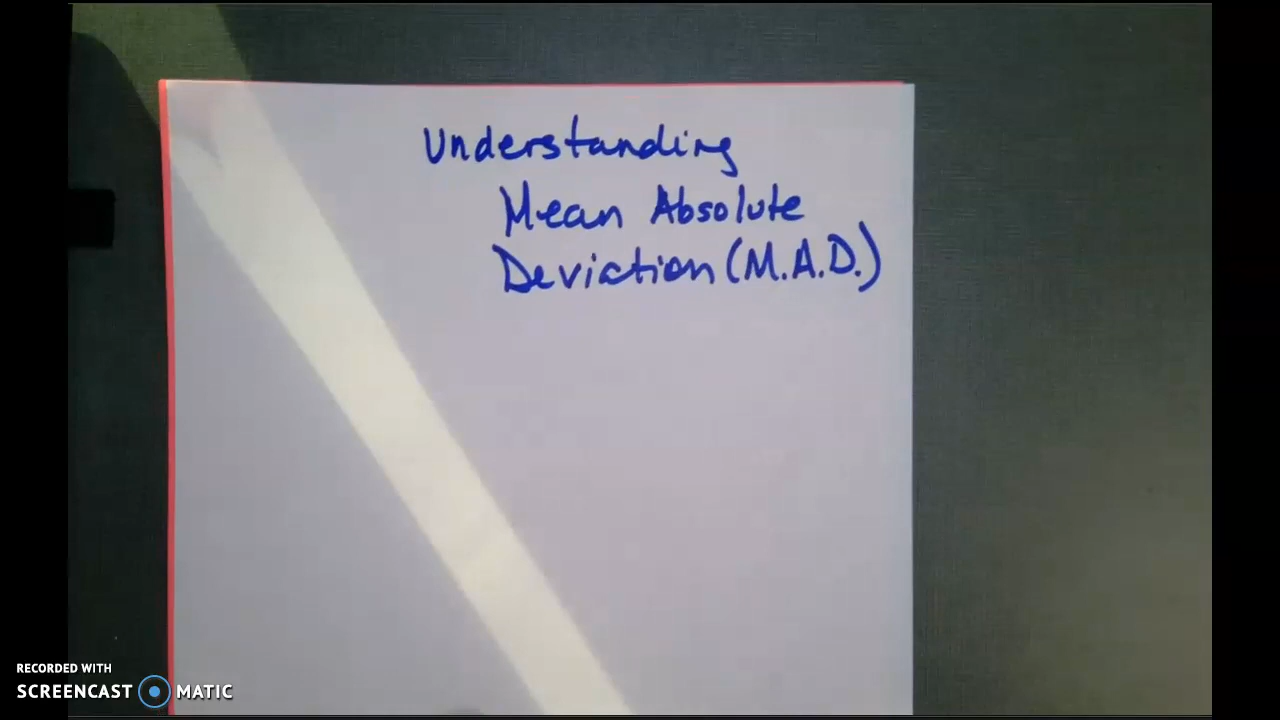 Understanding
Mean Absolute
Deviation (M.A.D.)
RECORDED WITH
SCREENCAST MATIC